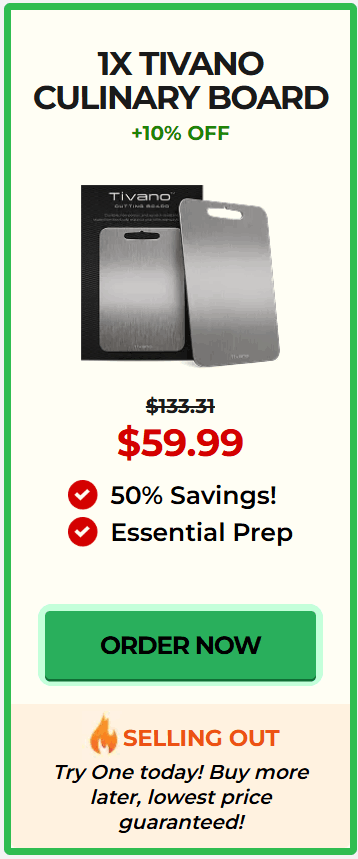 1X TIVANO
CULINARY BOARD
+10% OFF
Tivano™
CUTTING BOARD
Tivano
Tivano
$133.31
$59.99
50% Savings!
Essential Prep
ORDER NOW
SELLING OUT
Try One today! Buy more
later, lowest price
guaranteed!